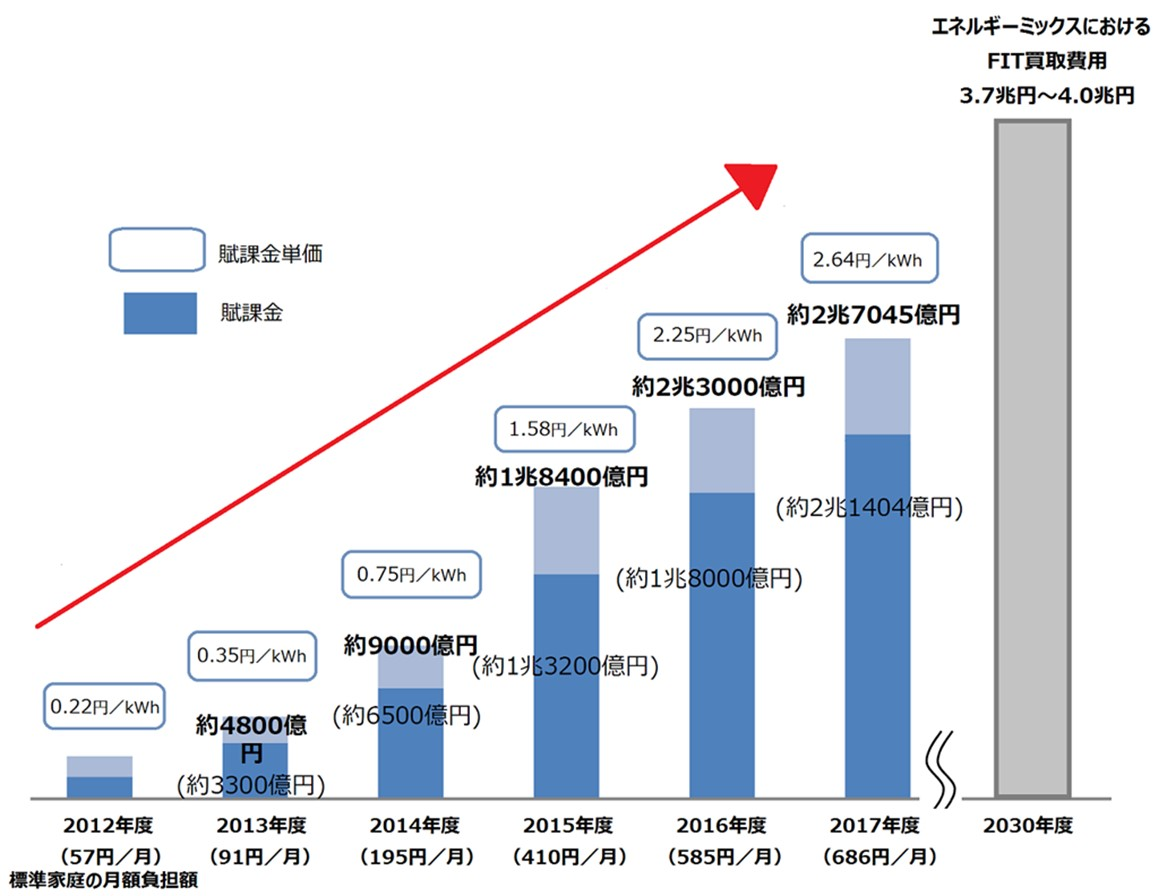 エネルギーミックスにおける
FIT買取費用
3.7兆円～4.0兆円
賦課金単価
賦課金
2.64円／kWh
約2兆7045億円
(約2兆1404億円)
2.25円／kWh
約2兆3000億円
(約1兆8000億円)
1.58円／kWh
約1兆8400億円
(約1兆3200億円)
0.75円／kWh
約9000億円
(約6500億円)
0.35円／kWh
約4800億
円
(約3300億円)
0.22円／kWh
2012年度
2013年度
2014年度
2015年度
2016年度
2017年度
2030年度
（57円／月）
（91円／月）
（195円／月）
（410円／月）
（585円／月）
（686円／月）
標準家庭の月額負担額